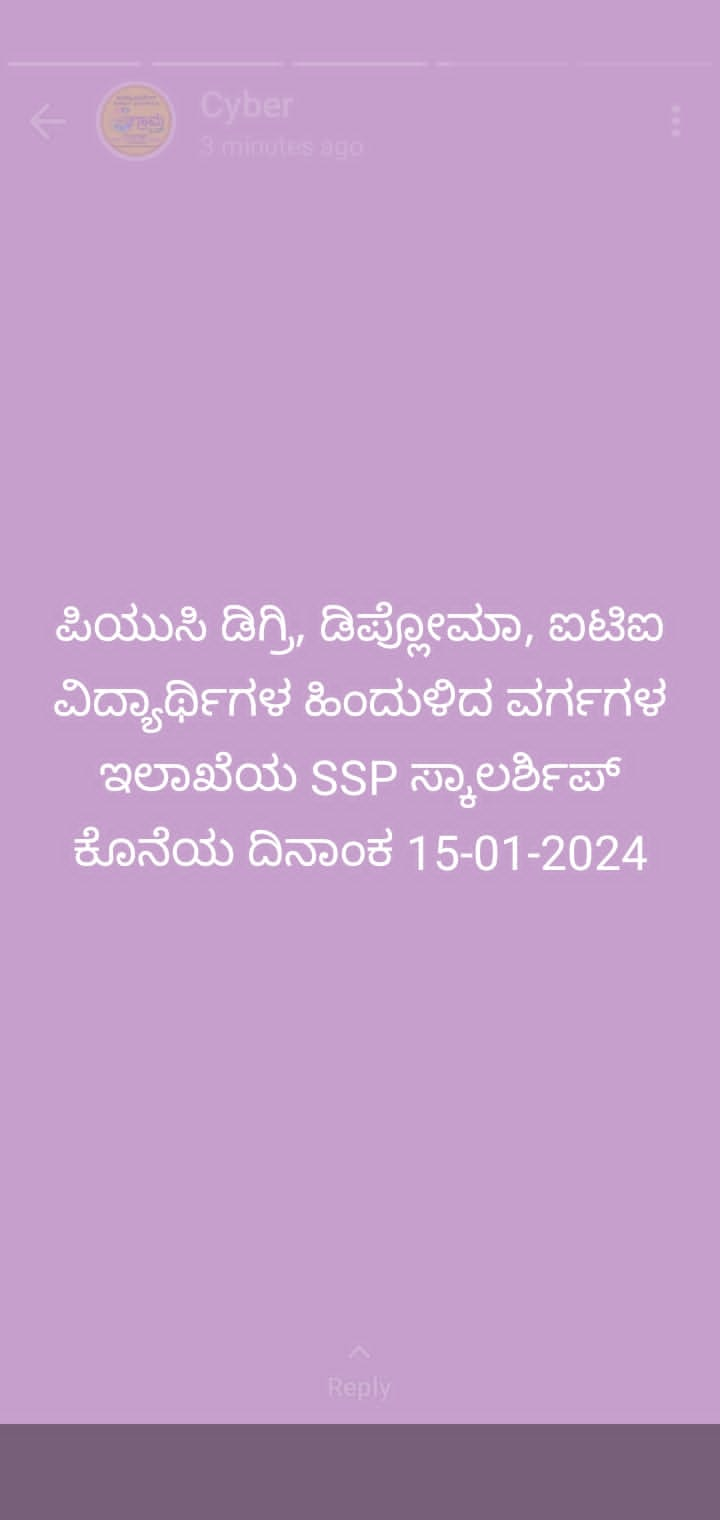 Cyber
3 minutes ago
ಪಿಯುಸಿ ಡಿಗ್ರಿ, ಡಿಪ್ಲೋಮಾ, ಐಟಿಐ
ವಿದ್ಯಾರ್ಥಿಗಳ ಹಿಂದುಳಿದ ವರ್ಗಗಳ
ಇಲಾಖೆಯ SSP ಸ್ಕಾಲರ್ಶಿಪ್
ಕೊನೆಯ ದಿನಾಂಕ 15-01-2024
Reply